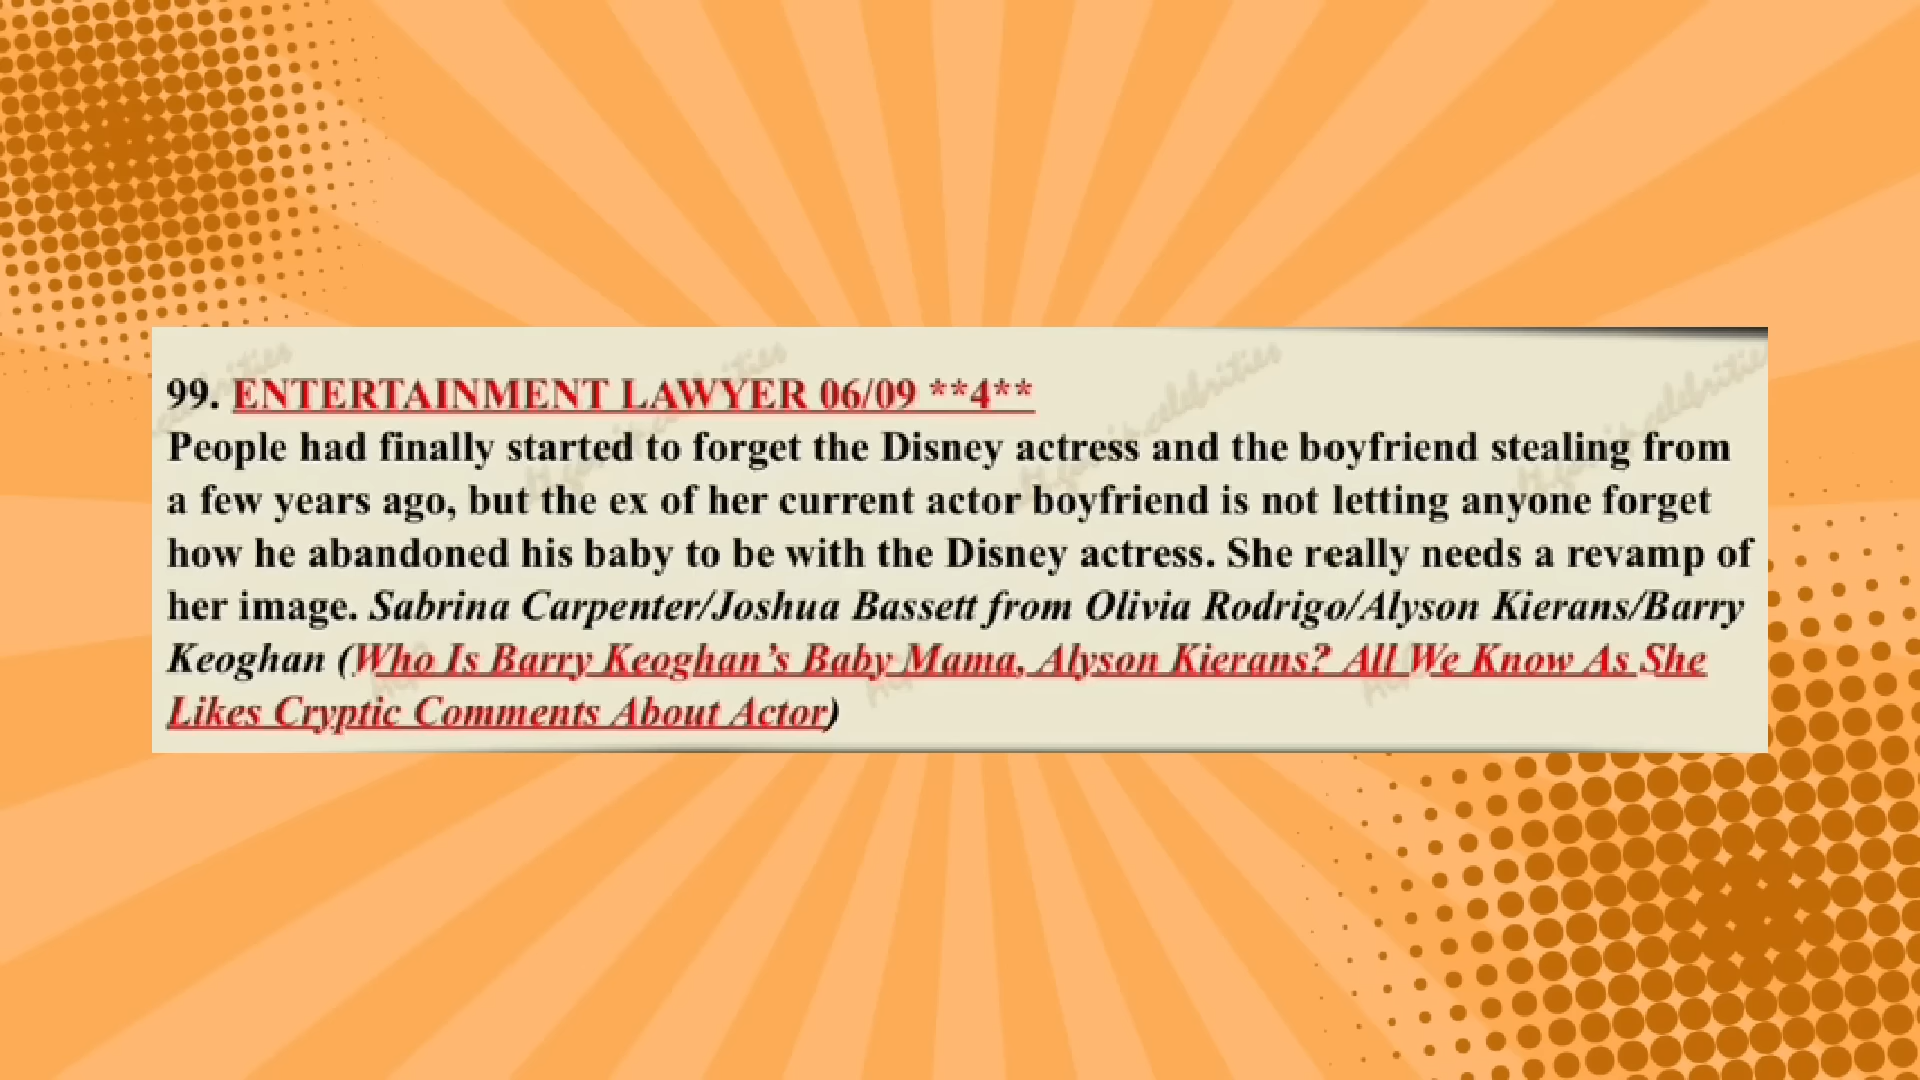 99. ENTERTAINMENT LAWYER 06/09 **4**
People had finally started to forget the Disney actress and the boyfriend stealing from
a few years ago, but the ex of her current actor boyfriend is not letting anyone forget
how he abandoned his baby to be with the Disney actress. She really needs a revamp of
her image. Sabrina Carpenter/Joshua Bassett from Olivia Rodrigo/Alyson Kierans/Barry
Keoghan (Who Is Barry Keoghan’s Baby Mama, Alyson Kierans? All We Know As She
Likes Cryptic Comments About Actor)